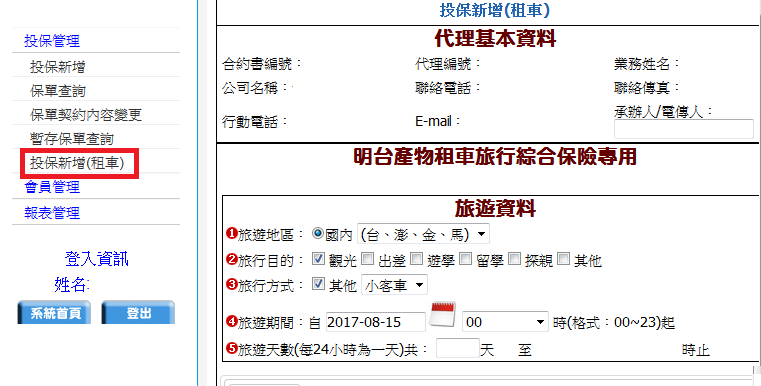 投保管理
投保新增
保單查詢
保單契約內容變更
暫存保單查詢
投保新增(租車)
會員管理
報表管理
登入資訊
姓名:
系統首頁 登出
投保新增(租車)
代理基本資料
合約書編號： 代理編號： 業務姓名：
公司名稱： 聯絡電話： 聯絡傳真：
行動電話： E-mail： 承辦人/電傳人：
明台產物租車旅行綜合保險專用
旅遊資料
❶旅遊地區： 國內 (台、澎、金、馬)
❷旅行目的： 觀光 出差 遊學 留學 探親 其他
❸旅行方式： 其他 小客車
❹旅遊期間：自 2017-08-15 00 時(格式：00~23)起
❺旅遊天數(每24小時為一天)共： 天 至 時止